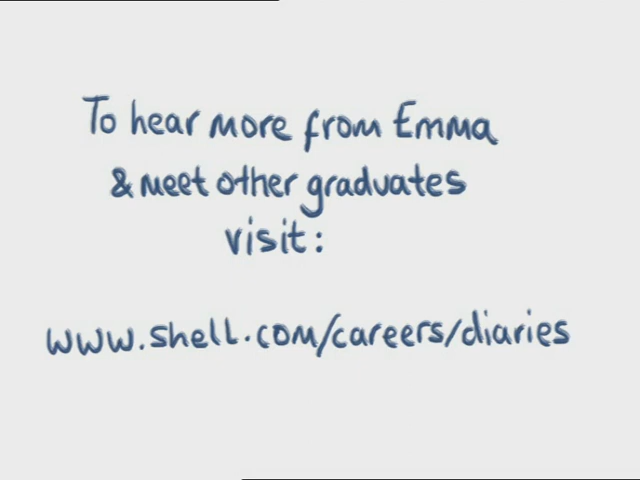 To hear more from Emma
& meet other graduates
visit:
www.shell.com/careers/diaries